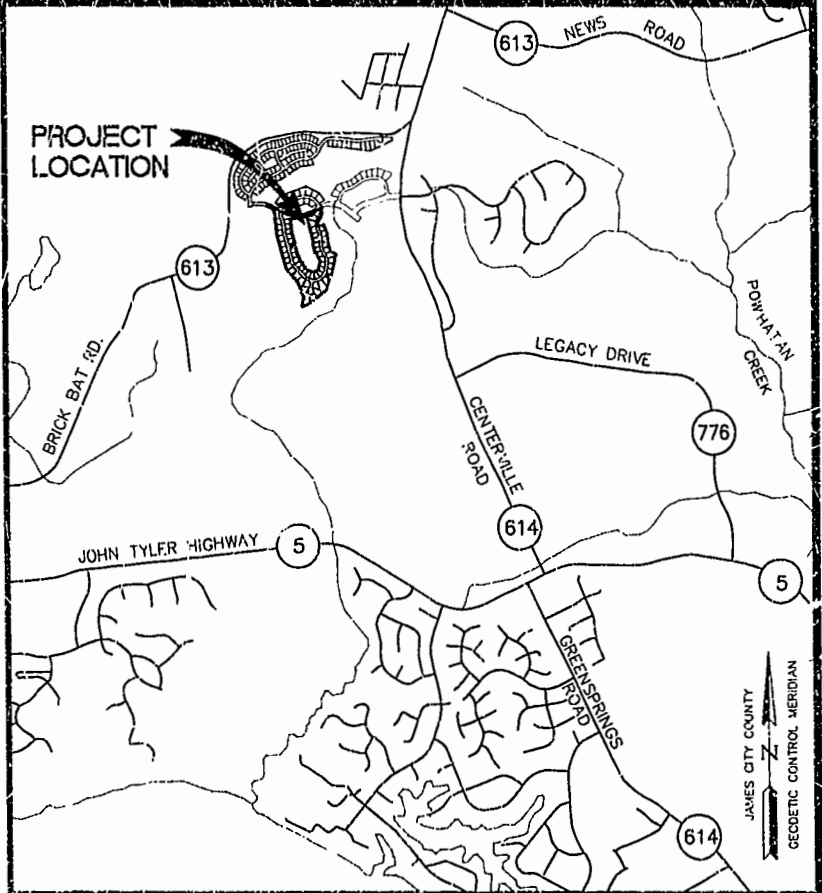 613
NEWS ROAD
PROJECT
LOCATION
613
BRICK BAT RD.
POWHATAN
CREEK
LEGACY DRIVE
776
CENTERVILLE
ROAD
614
JOHN TYLER HIGHWAY
5
5
GREENSPRINGS
ROAD
614
JAMES CITY COUNTY
N
GEODETIC CONTROL MERIDIAN